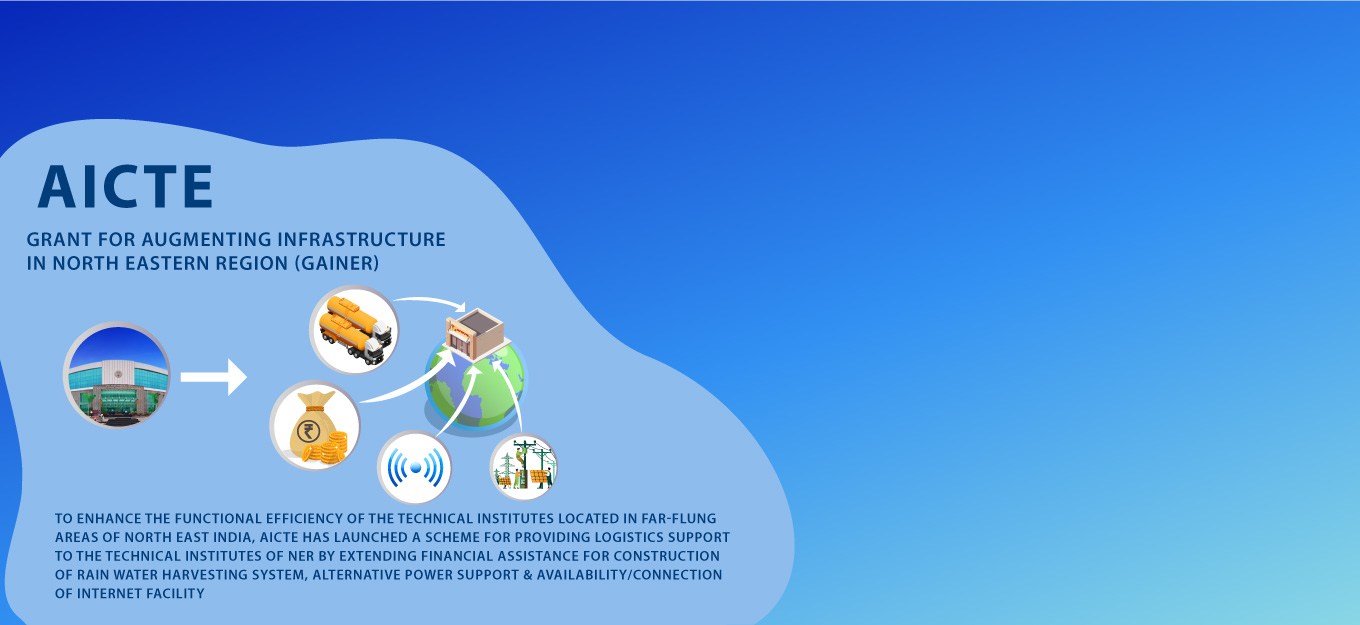 AICTE
GRANT FOR AUGMENTING INFRASTRUCTURE
IN NORTH EASTERN REGION (GAINER)
₹
TO ENHANCE THE FUNCTIONAL EFFICIENCY OF THE TECHNICAL INSTITUTES LOCATED IN FAR-FLUNG
AREAS OF NORTH EAST INDIA, AICTE HAS LAUNCHED A SCHEME FOR PROVIDING LOGISTICS SUPPORT
TO THE TECHNICAL INSTITUTES OF NER BY EXTENDING FINANCIAL ASSISTANCE FOR CONSTRUCTION
OF RAIN WATER HARVESTING SYSTEM, ALTERNATIVE POWER SUPPORT & AVAILABILITY/CONNECTION
OF INTERNET FACILITY